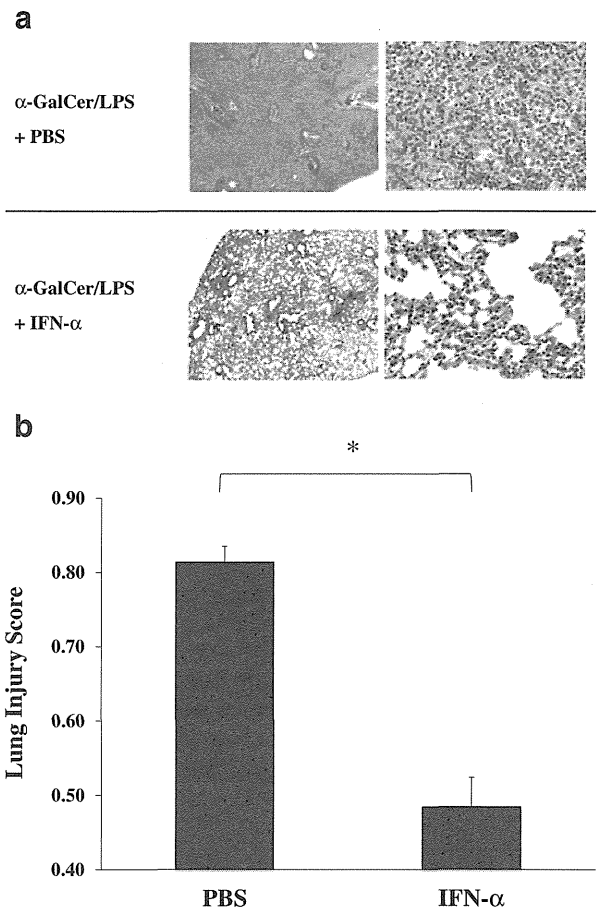 a
α-GalCer/LPS
+ PBS
α-GalCer/LPS
+ IFN-α
b
*
0.90
0.80
0.70
0.60
0.50
0.40
Lung Injury Score
PBS
IFN-α